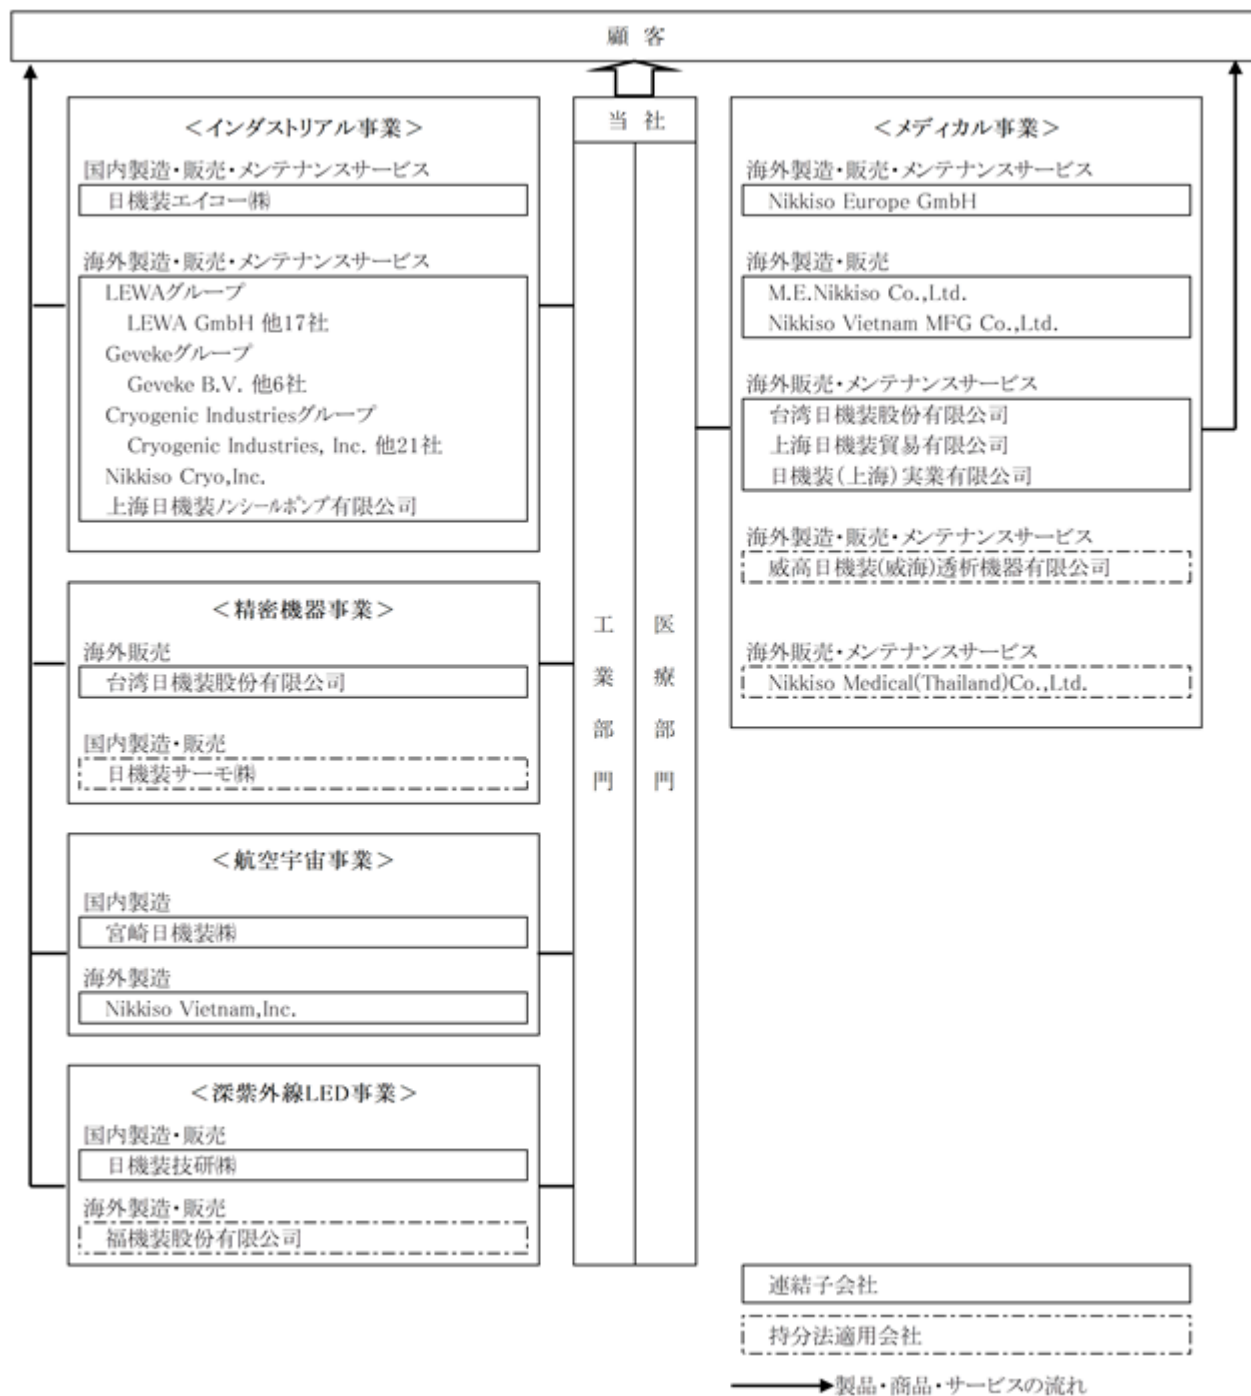 顧 客
当 社
工業部門
医療部門
＜インダストリアル事業＞
国内製造・販売・メンテナンスサービス
日機装エイコー㈱
海外製造・販売・メンテナンスサービス
LEWAグループ
LEWA GmbH 他17社
Gevekeグループ
Geveke B.V. 他6社
Cryogenic Industriesグループ
Cryogenic Industries, Inc. 他21社
Nikkiso Cryo,Inc.
上海日機装ノンシールポンプ有限公司
＜精密機器事業＞
海外販売
台湾日機装股份有限公司
国内製造・販売
日機装サーモ㈱
＜航空宇宙事業＞
国内製造
宮崎日機装㈱
海外製造
Nikkiso Vietnam,Inc.
＜深紫外線LED事業＞
国内製造・販売
日機装技研㈱
海外製造・販売
福機装股份有限公司
＜メディカル事業＞
海外製造・販売・メンテナンスサービス
Nikkiso Europe GmbH
海外製造・販売
M.E.Nikkiso Co.,Ltd.
Nikkiso Vietnam MFG Co.,Ltd.
海外販売・メンテナンスサービス
台湾日機装股份有限公司
上海日機装貿易有限公司
日機装(上海)実業有限公司
海外製造・販売・メンテナンスサービス
威高日機装(威海)透析機器有限公司
海外販売・メンテナンスサービス
Nikkiso Medical(Thailand)Co.,Ltd.
連結子会社
持分法適用会社
製品・商品・サービスの流れ